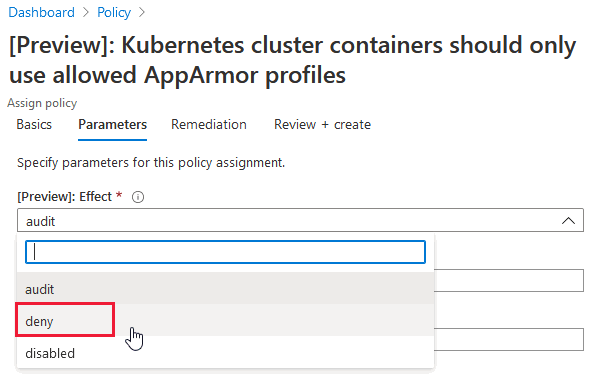 Dashboard > Policy >
[Preview]: Kubernetes cluster containers should only
use allowed AppArmor profiles
Assign policy
Basics Parameters Remediation Review + create
Specify parameters for this policy assignment.
[Preview]: Effect *
audit
audit
deny
disabled